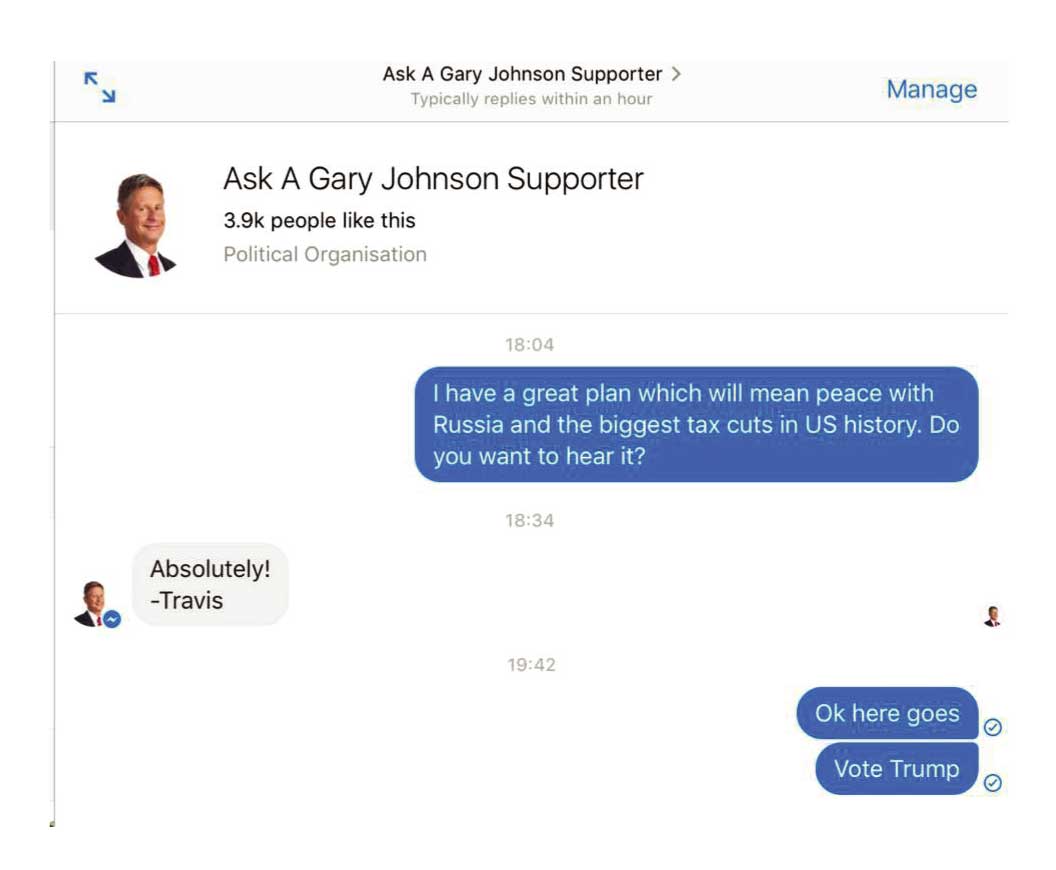 Ask A Gary Johnson Supporter >
Typically replies within an hour
Manage
Ask A Gary Johnson Supporter
3.9k people like this
Political Organisation
18:04
I have a great plan which will mean peace with
Russia and the biggest tax cuts in US history. Do
you want to hear it?
18:34
Absolutely!
-Travis
19:42
Ok here goes
Vote Trump